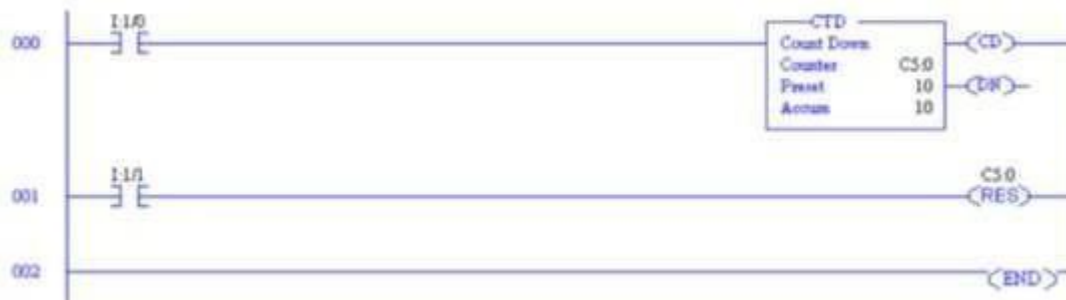 I:1/0
CTD
000
Count Down
CD
Counter C5:0
Preset 10
DN
Accum 10
I:1/1
C5:0
001
RES
002
END